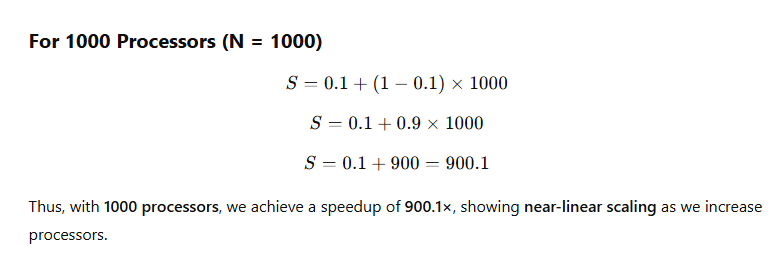 For 1000 Processors (N = 1000)
S = 0.1 + (1 − 0.1) × 1000
S = 0.1 + 0.9 × 1000
S = 0.1 + 900 = 900.1
Thus, with 1000 processors, we achieve a speedup of 900.1×, showing near-linear scaling as we increase
processors.